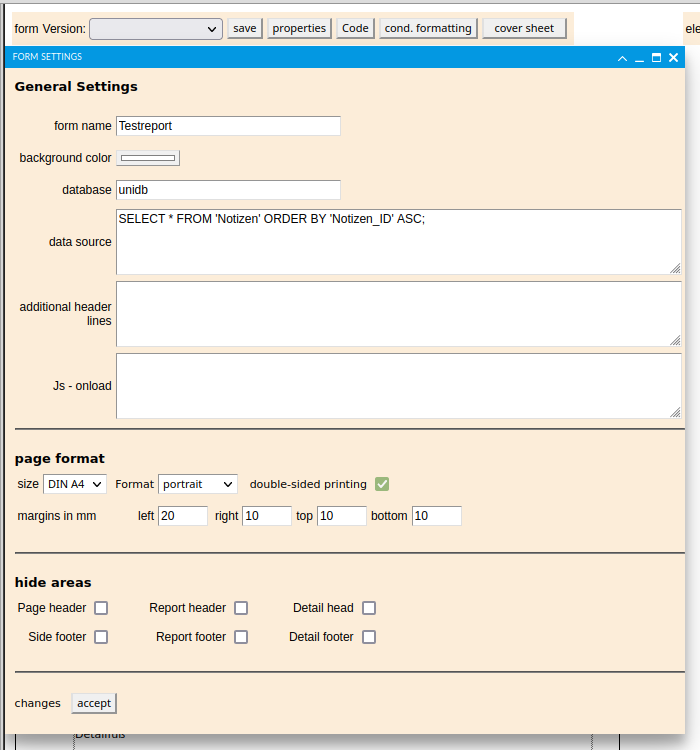 form Version: save properties Code cond. formatting cover sheet ele
FORM SETTINGS
General Settings
form name Testreport
background color
database unidb
data source SELECT * FROM 'Notizen' ORDER BY 'Notizen_ID' ASC;
additional header
lines
Js - onload
page format
size DIN A4 Format portrait double-sided printing
margins in mm left 20 right 10 top 10 bottom 10
hide areas
Page header Report header Detail head
Side footer Report footer Detail footer
changes accept